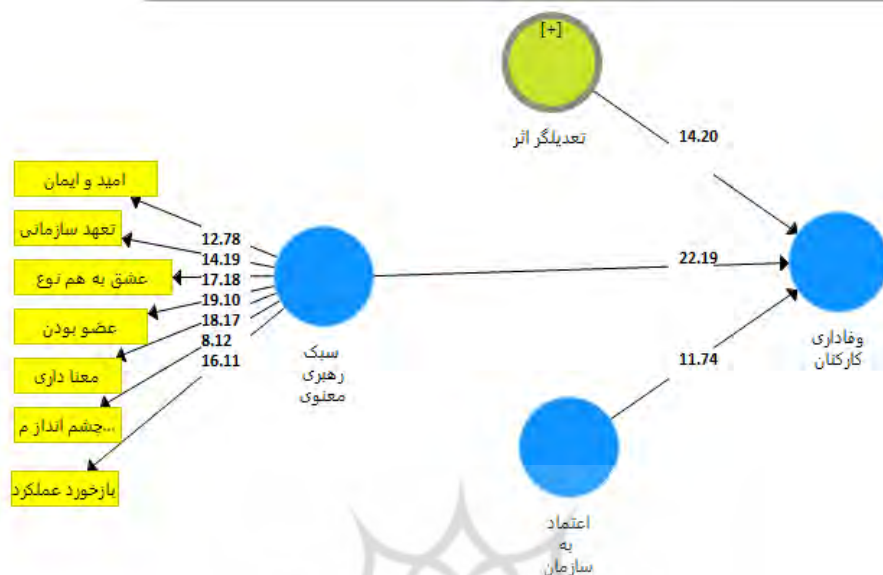 [+]
تعدیلگر اثر
14.20
امید و ایمان
تعهد سازمانی
عشق به هم نوع
عضو بودن
معنا داری
...چشم انداز م
بازخورد عملکرد
12.78
14.19
17.18
19.10
18.17
8.12
16.11
سبک
رهبری
معنوی
22.19
وفاداری
کارکنان
11.74
اعتماد
به
سازمان